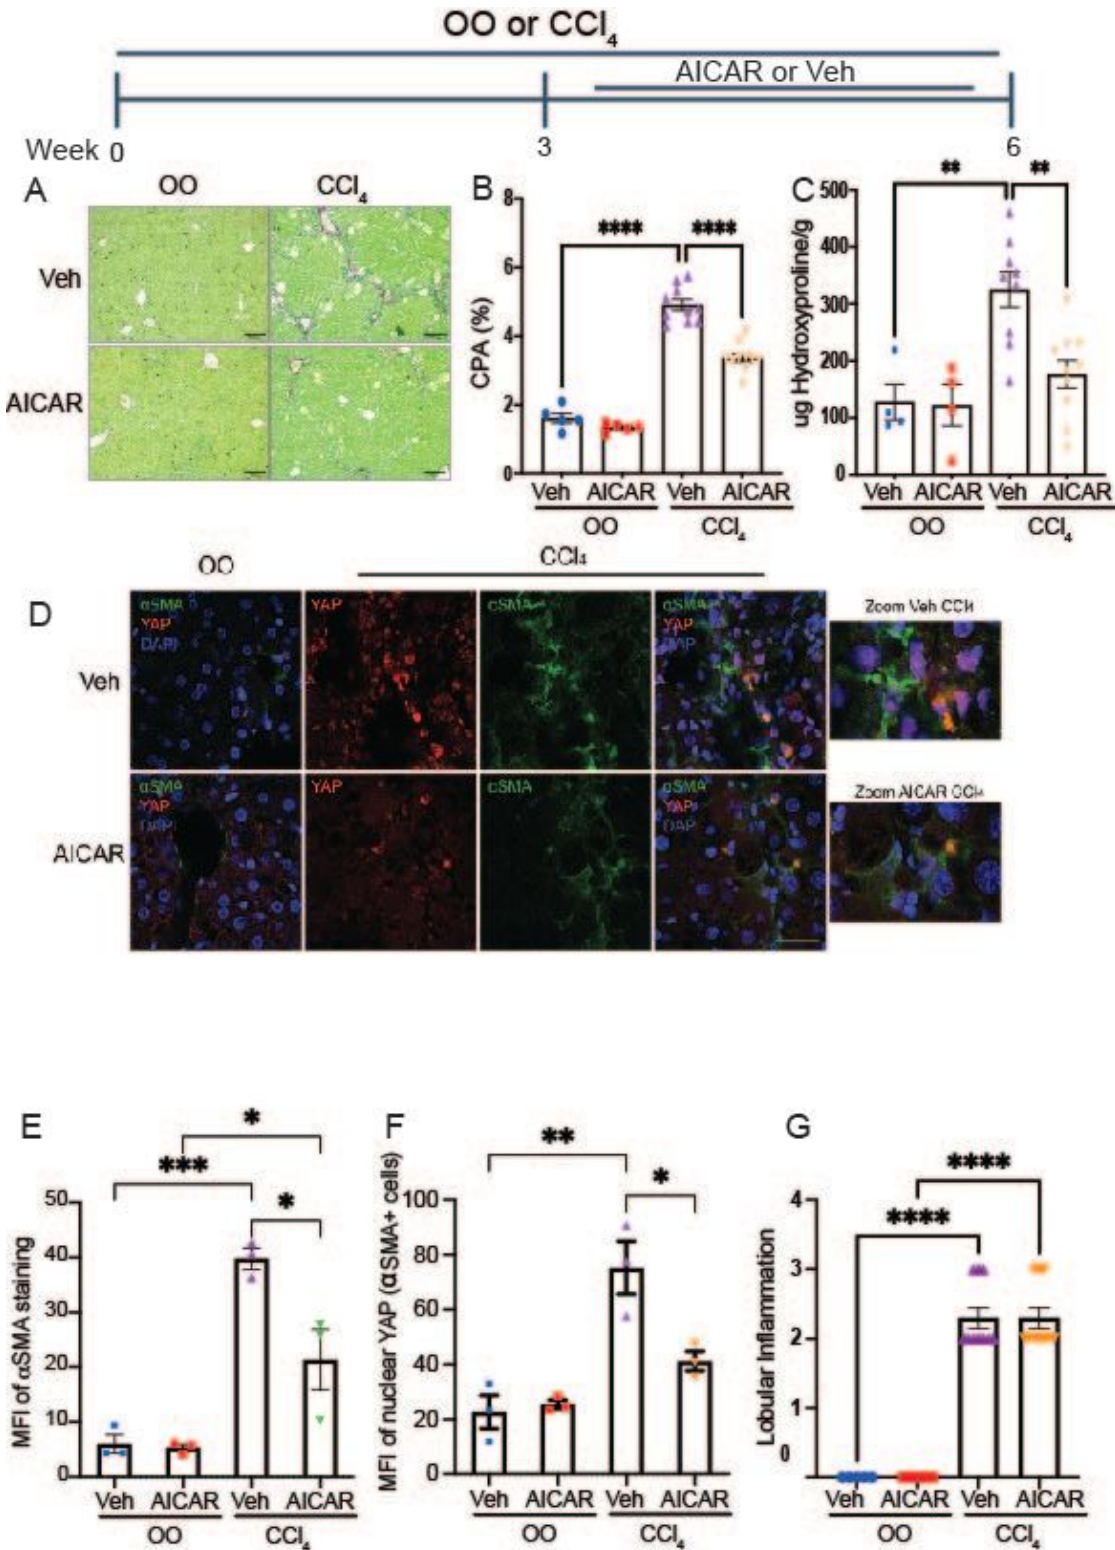 OO or CCl₄
AICAR or Veh
Week 0 3 6
A OO CCl₄
Veh
AICAR
B
**** ****
CPA (%)
8
6
4
2
0
Veh AICAR Veh AICAR
OO CCl₄
C
** **
ug Hydroxyproline/g
500
400
300
200
100
0
Veh AICAR Veh AICAR
OO CCl₄
D
OO CCl₄
Veh
αSMA YAP αSMA αSMA
YAP YAP
DAPI DAPI
Zoom Veh CCl4
AICAR
αSMA YAP αSMA αSMA
YAP YAP
DAPI DAPI
Zoom AICAR CCl4
E
*
***
*
MFI of αSMA staining
50
40
30
20
10
0
Veh AICAR Veh AICAR
OO CCl₄
F
**
*
MFI of nuclear YAP (αSMA+ cells)
100
80
60
40
20
0
Veh AICAR Veh AICAR
OO CCl₄
G
****
****
Lobular Inflammation
4
3
2
1
0
Veh AICAR Veh AICAR
OO CCl₄